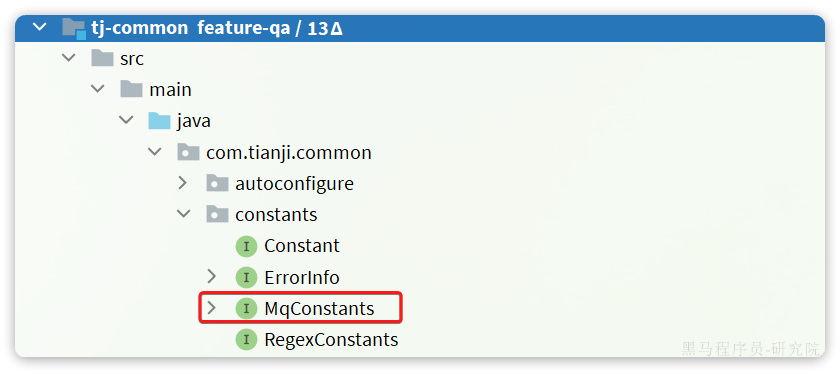 tj-common feature-qa / 13 Δ
src
main
java
com.tianji.common
autoconfigure
constants
I Constant
I ErrorInfo
I MqConstants
I RegexConstants
黑马程序员-研究院